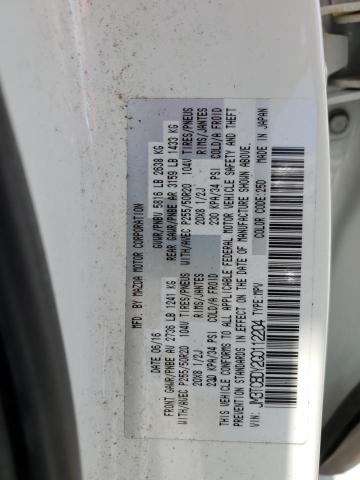 MFD. BY MAZDA MOTOR CORPORATION
06/16 GVWR/PNBV 5816 LB 2638 KG
FRONT GAWR/PNBE AV 2736 LB 1241 KG REAR GAWR/PNBE AR 3159 LB 1433 KG
WITH/AVEC P255/50R20 104V TIRES/PNEUS WITH/AVEC P255/50R20 104V TIRES/PNEUS
20X8 1/2J RIMS/JANTES 20X8 1/2J RIMS/JANTES
230 KPA/34 PSI COLD/A FROID 230 KPA/34 PSI COLD/A FROID
THIS VEHICLE CONFORMS TO ALL APPLICABLE FEDERAL MOTOR VEHICLE SAFETY AND THEFT
PREVENTION STANDARDS IN EFFECT ON THE DATE OF MANUFACTURE SHOWN ABOVE.
TYPE: MPV COLOR CODE: 25D MADE IN JAPAN
VIN: JM3TCBDY2G0112204